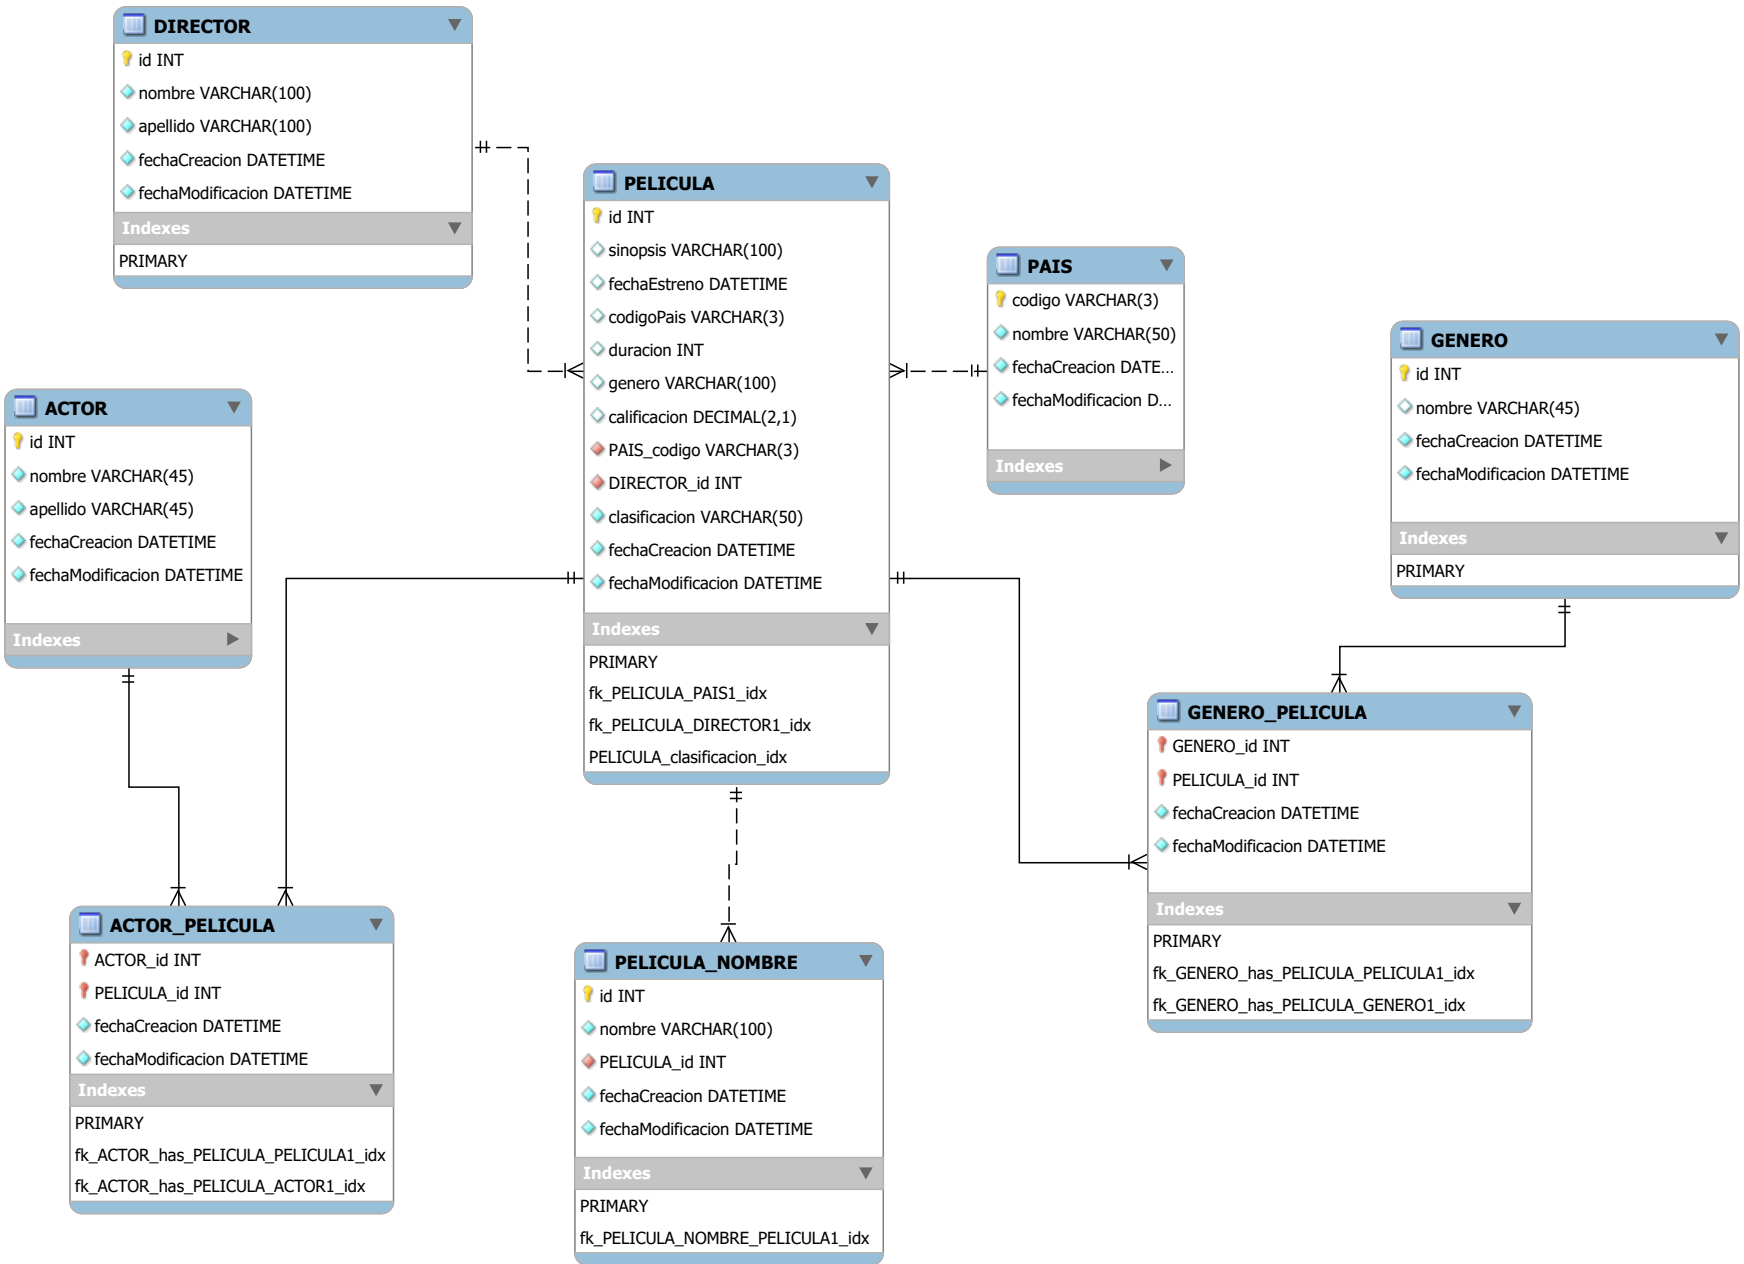 DIRECTOR
id INT
nombre VARCHAR(100)
apellido VARCHAR(100)
fechaCreacion DATETIME
fechaModificacion DATETIME
Indexes
PRIMARY
PELICULA
id INT
sinopsis VARCHAR(100)
fechaEstreno DATETIME
codigoPais VARCHAR(3)
duracion INT
genero VARCHAR(100)
calificacion DECIMAL(2,1)
PAIS_codigo VARCHAR(3)
DIRECTOR_id INT
clasificacion VARCHAR(50)
fechaCreacion DATETIME
fechaModificacion DATETIME
Indexes
PRIMARY
fk_PELICULA_PAIS1_idx
fk_PELICULA_DIRECTOR1_idx
PELICULA_clasificacion_idx
PAIS
codigo VARCHAR(3)
nombre VARCHAR(50)
fechaCreacion DATE...
fechaModificacion D...
Indexes
GENERO
id INT
nombre VARCHAR(45)
fechaCreacion DATETIME
fechaModificacion DATETIME
Indexes
PRIMARY
ACTOR
id INT
nombre VARCHAR(45)
apellido VARCHAR(45)
fechaCreacion DATETIME
fechaModificacion DATETIME
Indexes
GENERO_PELICULA
GENERO_id INT
PELICULA_id INT
fechaCreacion DATETIME
fechaModificacion DATETIME
Indexes
PRIMARY
fk_GENERO_has_PELICULA_PELICULA1_idx
fk_GENERO_has_PELICULA_GENERO1_idx
ACTOR_PELICULA
ACTOR_id INT
PELICULA_id INT
fechaCreacion DATETIME
fechaModificacion DATETIME
Indexes
PRIMARY
fk_ACTOR_has_PELICULA_PELICULA1_idx
fk_ACTOR_has_PELICULA_ACTOR1_idx
PELICULA_NOMBRE
id INT
nombre VARCHAR(100)
PELICULA_id INT
fechaCreacion DATETIME
fechaModificacion DATETIME
Indexes
PRIMARY
fk_PELICULA_NOMBRE_PELICULA1_idx